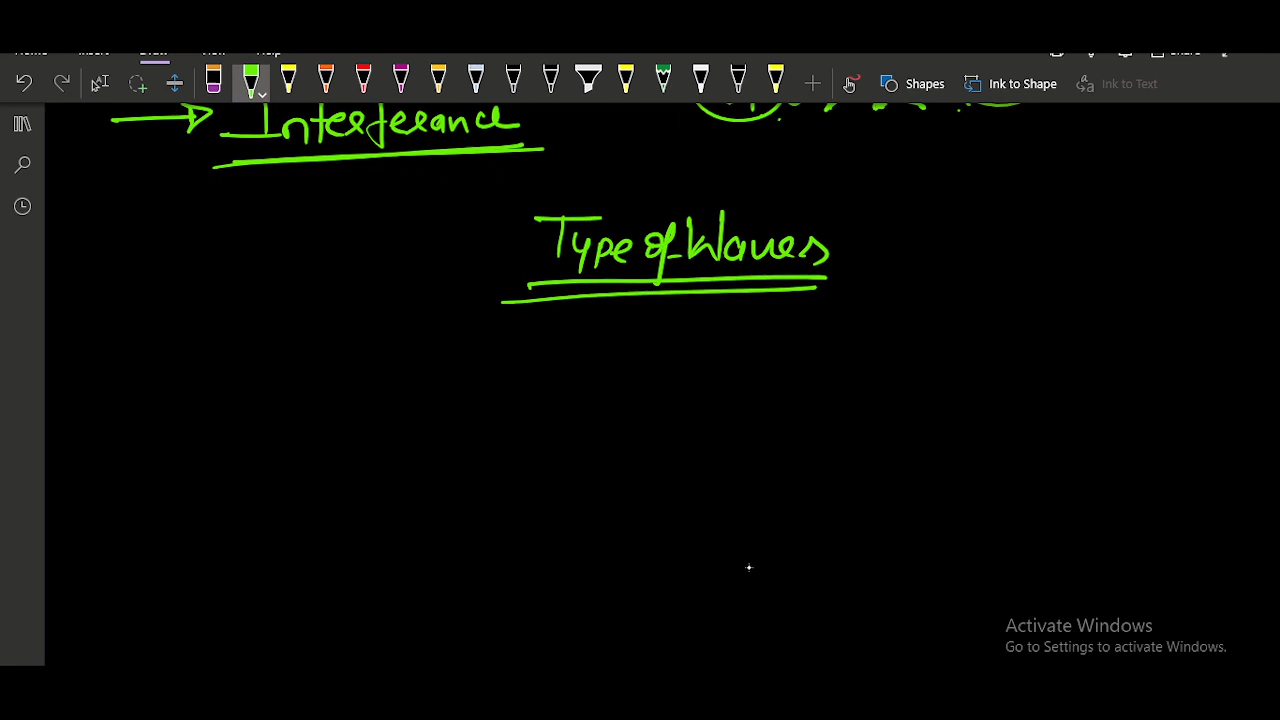 Shapes
Ink to Shape
Ink to Text
Interferance
Type of Waves
Activate Windows
Go to Settings to activate Windows.